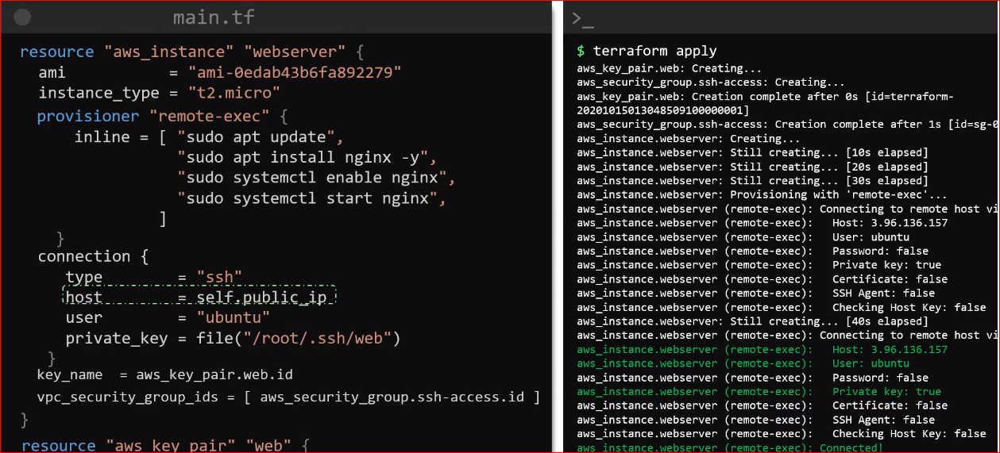 main.tf
resource "aws_instance" "webserver" {
ami = "ami-0edab43b6fa892279"
instance_type = "t2.micro"
provisioner "remote-exec" {
inline = [ "sudo apt update",
"sudo apt install nginx -y",
"sudo systemctl enable nginx",
"sudo systemctl start nginx",
]
}
connection {
type = "ssh"
host = self.public_ip
user = "ubuntu"
private_key = file("/root/.ssh/web")
}
key_name = aws_key_pair.web.id
vpc_security_group_ids = [ aws_security_group.ssh-access.id ]
}
resource "aws_key_pair" "web" {
>_
$ terraform apply
aws_key_pair.web: Creating...
aws_security_group.ssh-access: Creating...
aws_key_pair.web: Creation complete after 0s [id=terraform-
20201015013048509100000001]
aws_security_group.ssh-access: Creation complete after 1s [id=sg-0
aws_instance.webserver: Creating...
aws_instance.webserver: Still creating... [10s elapsed]
aws_instance.webserver: Still creating... [20s elapsed]
aws_instance.webserver: Still creating... [30s elapsed]
aws_instance.webserver: Provisioning with 'remote-exec'...
aws_instance.webserver (remote-exec): Connecting to remote host vi
aws_instance.webserver (remote-exec): Host: 3.96.136.157
aws_instance.webserver (remote-exec): User: ubuntu
aws_instance.webserver (remote-exec): Password: false
aws_instance.webserver (remote-exec): Private key: true
aws_instance.webserver (remote-exec): Certificate: false
aws_instance.webserver (remote-exec): SSH Agent: false
aws_instance.webserver (remote-exec): Checking Host Key: false
aws_instance.webserver: Still creating... [40s elapsed]
aws_instance.webserver (remote-exec): Connecting to remote host vi
aws_instance.webserver (remote-exec): Host: 3.96.136.157
aws_instance.webserver (remote-exec): User: ubuntu
aws_instance.webserver (remote-exec): Password: false
aws_instance.webserver (remote-exec): Private key: true
aws_instance.webserver (remote-exec): Certificate: false
aws_instance.webserver (remote-exec): SSH Agent: false
aws_instance.webserver (remote-exec): Checking Host Key: false
aws_instance.webserver (remote-exec): Connected!